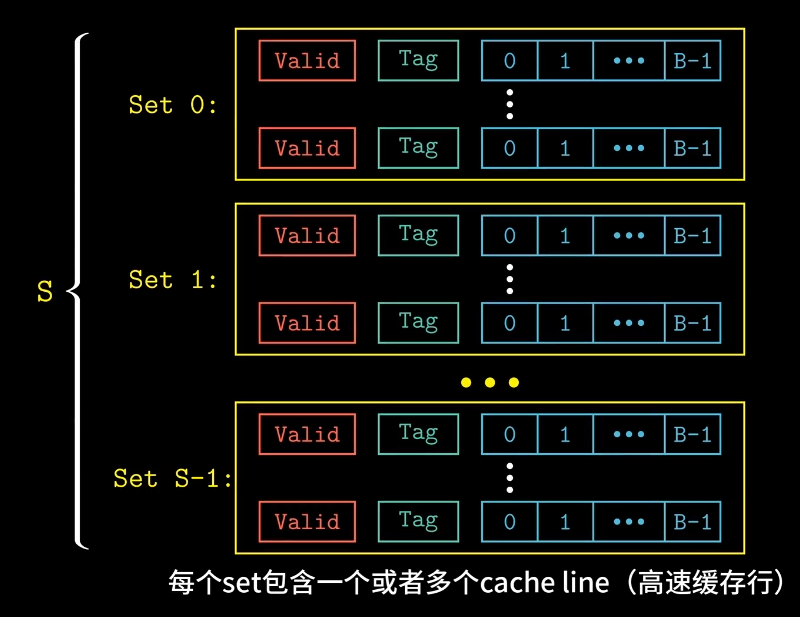 Valid Tag 0 1 ••• B-1
Set 0:
Valid Tag 0 1 ••• B-1
Valid Tag 0 1 ••• B-1
Set 1:
S
Valid Tag 0 1 ••• B-1
•••
Valid Tag 0 1 ••• B-1
Set S-1:
Valid Tag 0 1 ••• B-1
每个set包含一个或者多个cache line（高速缓存行）